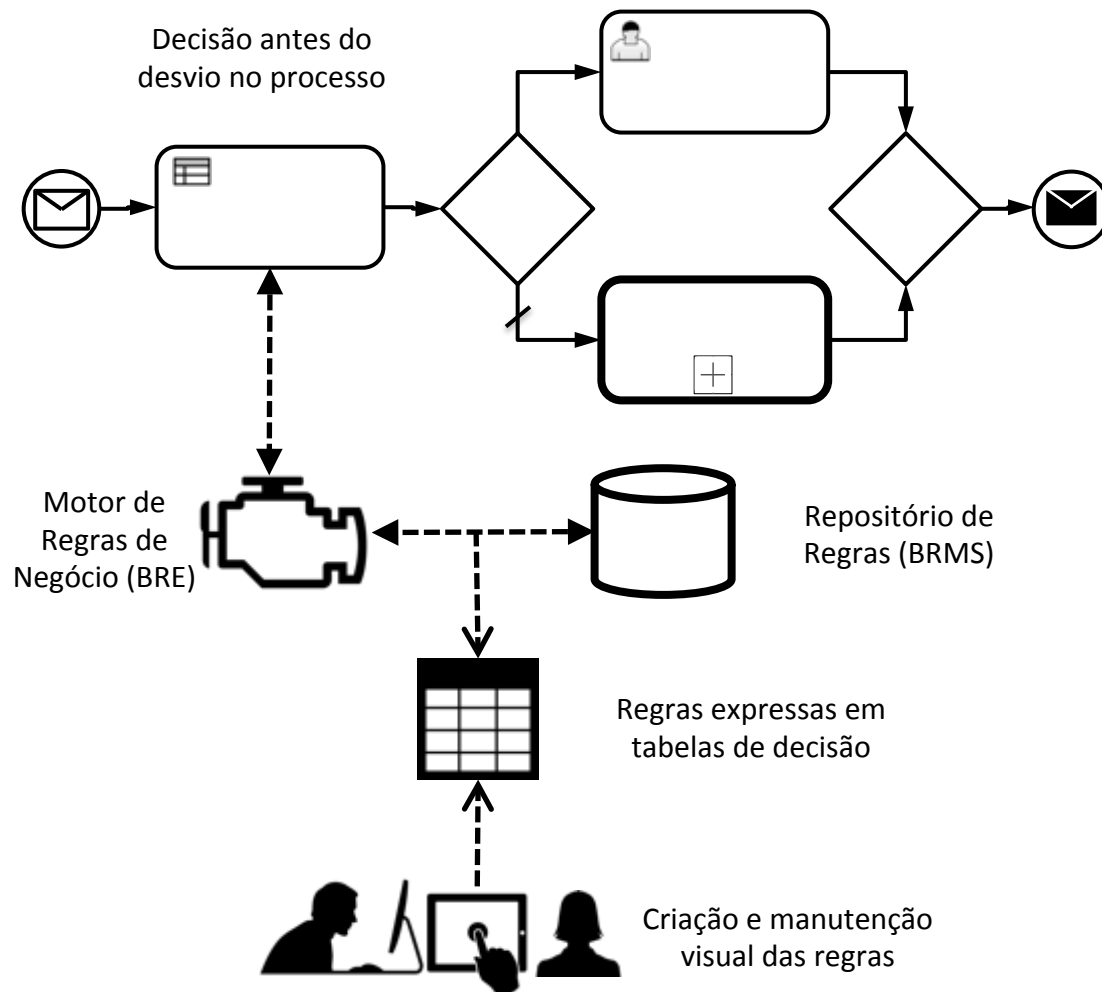 Decisão antes do
desvio no processo
Motor de
Regras de
Negócio (BRE)
Repositório de
Regras (BRMS)
Regras expressas em
tabelas de decisão
Criação e manutenção
visual das regras